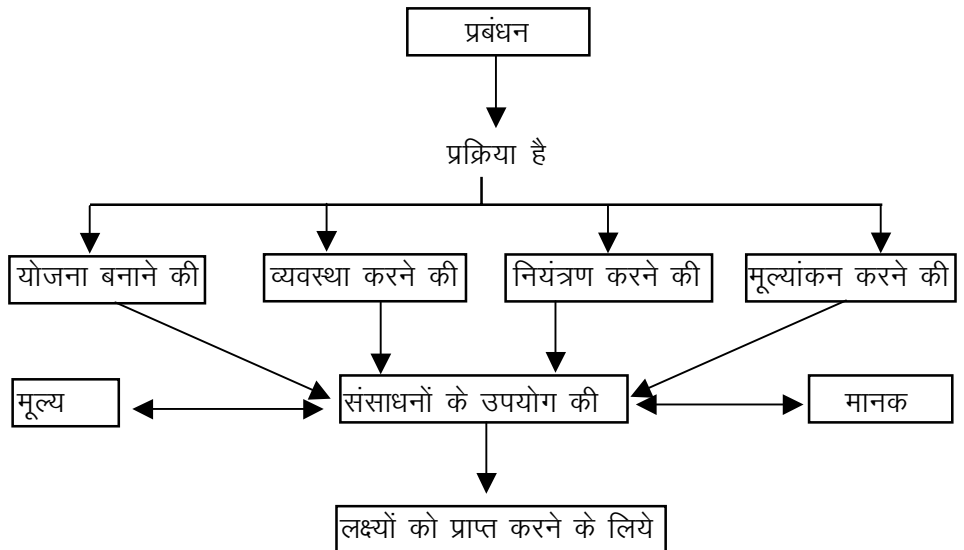 प्रबंधन
प्रक्रिया है
योजना बनाने की
व्यवस्था करने की
नियंत्रण करने की
मूल्यांकन करने की
मूल्य
संसाधनों के उपयोग की
मानक
लक्ष्यों को प्राप्त करने के लिये